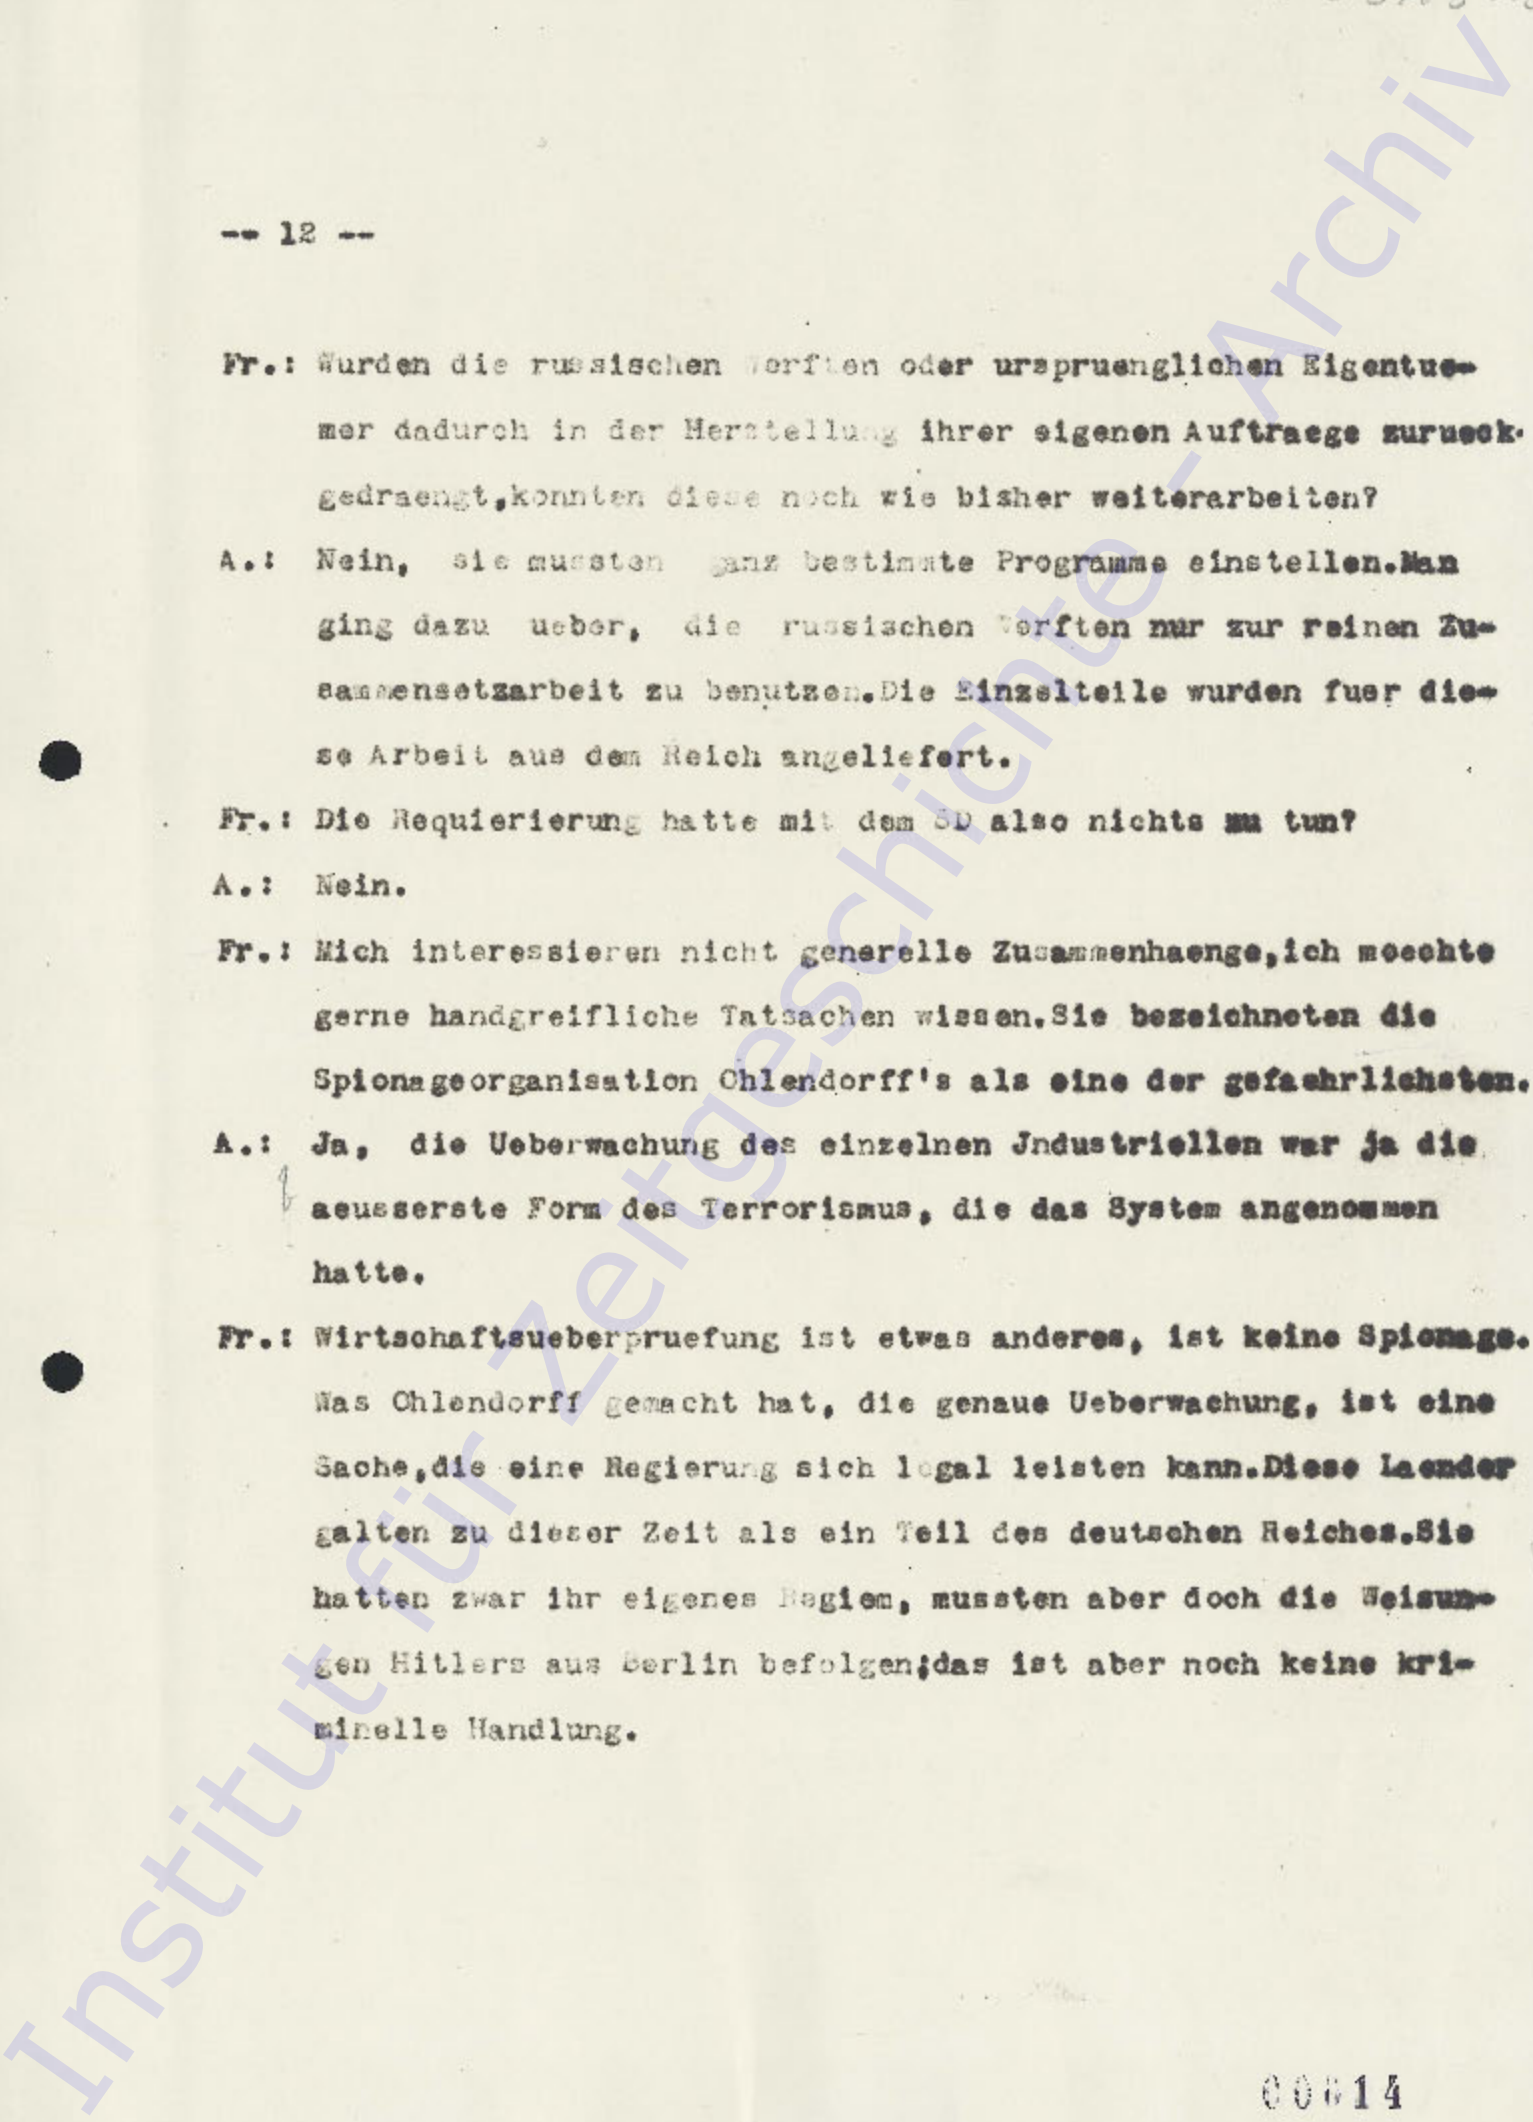 -- 12 --
Fr.: Wurden die russischen Werften oder urspruenglichen Eigentue-
mer dadurch in der Herstellung ihrer eigenen Auftraege zurueck-
gedraengt,konnten diese noch wie bisher weiterarbeiten?
A.: Nein, sie mussten ganz bestimmte Programme einstellen.Man
ging dazu ueber, die russischen Werften nur zur reinen Zu-
sammensetzarbeit zu benutzen.Die Einzelteile wurden fuer die-
se Arbeit aus dem Reich angeliefert.
Fr.: Die Requierierung hatte mit dem SD also nichts zu tun?
A.: Nein.
Fr.: Mich interessieren nicht generelle Zusammenhaenge,ich moechte
gerne handgreifliche Tatsachen wissen.Sie bezeichneten die
Spionageorganisation Ohlendorff's als eine der gefaehrlichsten.
A.: Ja, die Ueberwachung des einzelnen Jndustriellen war ja die
aeusserste Form des Terrorismus, die das System angenommen
hatte.
Fr.: Wirtschaftsueberpruefung ist etwas anderes, ist keine Spionage.
Was Ohlendorff gemacht hat, die genaue Ueberwachung, ist eine
Sache,die eine Regierung sich legal leisten kann.Diese Laender
galten zu dieser Zeit als ein Teil des deutschen Reiches.Sie
hatten zwar ihr eigenes Regiem, mussten aber doch die Weisun-
gen Hitlers aus Berlin befolgen;das ist aber noch keine kri-
minelle Handlung.
00014
Institut für Zeitgeschichte - Archiv